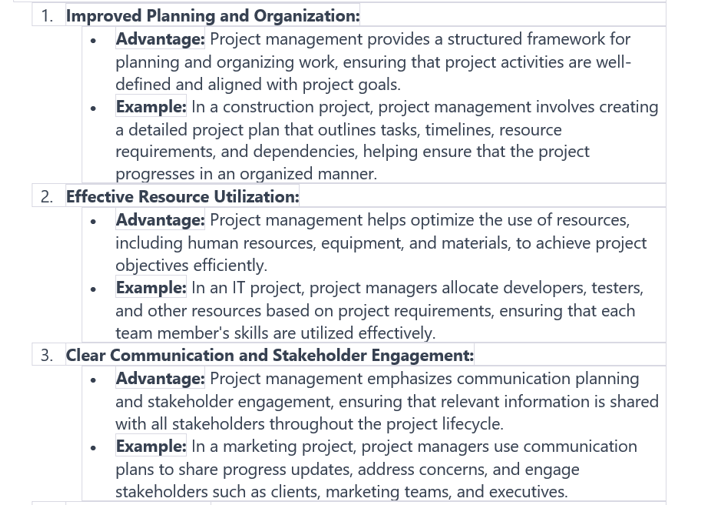 1. Improved Planning and Organization:
• Advantage: Project management provides a structured framework for
planning and organizing work, ensuring that project activities are well-
defined and aligned with project goals.
• Example: In a construction project, project management involves creating
a detailed project plan that outlines tasks, timelines, resource
requirements, and dependencies, helping ensure that the project
progresses in an organized manner.
2. Effective Resource Utilization:
• Advantage: Project management helps optimize the use of resources,
including human resources, equipment, and materials, to achieve project
objectives efficiently.
• Example: In an IT project, project managers allocate developers, testers,
and other resources based on project requirements, ensuring that each
team member's skills are utilized effectively.
3. Clear Communication and Stakeholder Engagement:
• Advantage: Project management emphasizes communication planning
and stakeholder engagement, ensuring that relevant information is shared
with all stakeholders throughout the project lifecycle.
• Example: In a marketing project, project managers use communication
plans to share progress updates, address concerns, and engage
stakeholders such as clients, marketing teams, and executives.